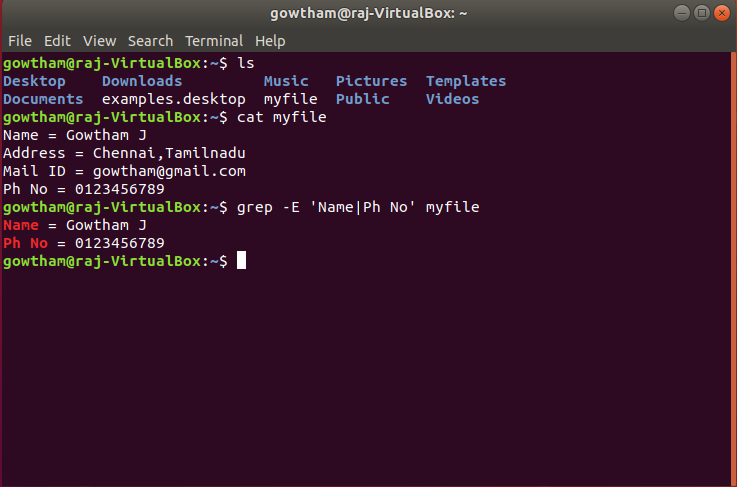 gowtham@raj-VirtualBox: ~
File Edit View Search Terminal Help
gowtham@raj-VirtualBox:~$ ls
Desktop Downloads Music Pictures Templates
Documents examples.desktop myfile Public Videos
gowtham@raj-VirtualBox:~$ cat myfile
Name = Gowtham J
Address = Chennai,Tamilnadu
Mail ID = gowtham@gmail.com
Ph No = 0123456789
gowtham@raj-VirtualBox:~$ grep -E 'Name|Ph No' myfile
Name = Gowtham J
Ph No = 0123456789
gowtham@raj-VirtualBox:~$